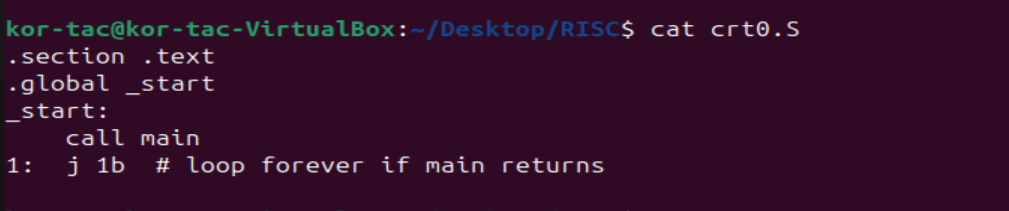 kor-tac@kor-tac-VirtualBox:~/Desktop/RISC$ cat crt0.S
.section .text
.global _start
_start:
    call main
1:  j 1b  # loop forever if main returns